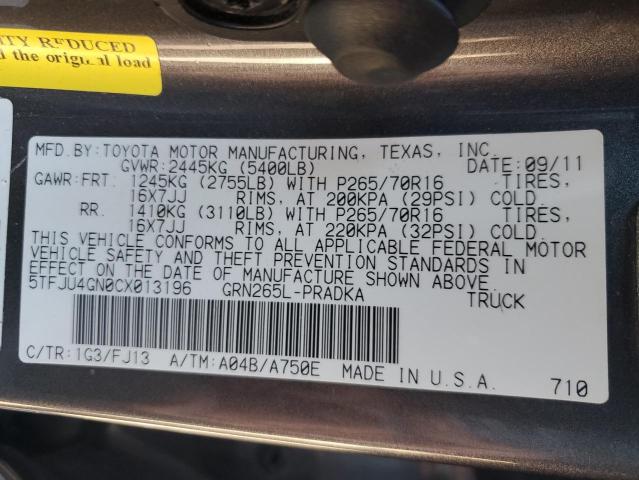 ITY REDUCED
d the original load
MFD.BY:TOYOTA MOTOR MANUFACTURING, TEXAS, INC.
GVWR:2445KG (5400LB) DATE:09/11
GAWR:FRT. 1245KG (2755LB) WITH P265/70R16 TIRES,
16X7JJ RIMS, AT 200KPA (29PSI) COLD.
RR. 1410KG (3110LB) WITH P265/70R16 TIRES,
16X7JJ RIMS, AT 220KPA (32PSI) COLD.
THIS VEHICLE CONFORMS TO ALL APPLICABLE FEDERAL MOTOR
VEHICLE SAFETY AND THEFT PREVENTION STANDARDS IN
EFFECT ON THE DATE OF MANUFACTURE SHOWN ABOVE.
5TFJU4GN0CX013196 GRN265L-PRADKA TRUCK
C/TR:1G3/FJ13 A/TM:A04B/A750E MADE IN U.S.A. 710